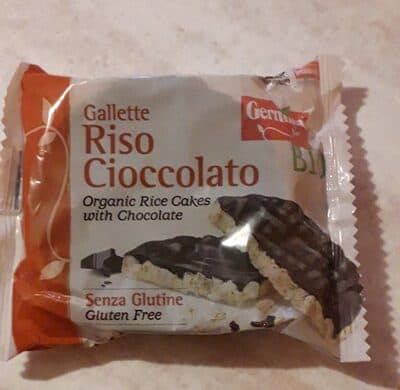 Gallette
Riso
Cioccolato
Organic Rice Cakes
with Chocolate
Senza Glutine
Gluten Free